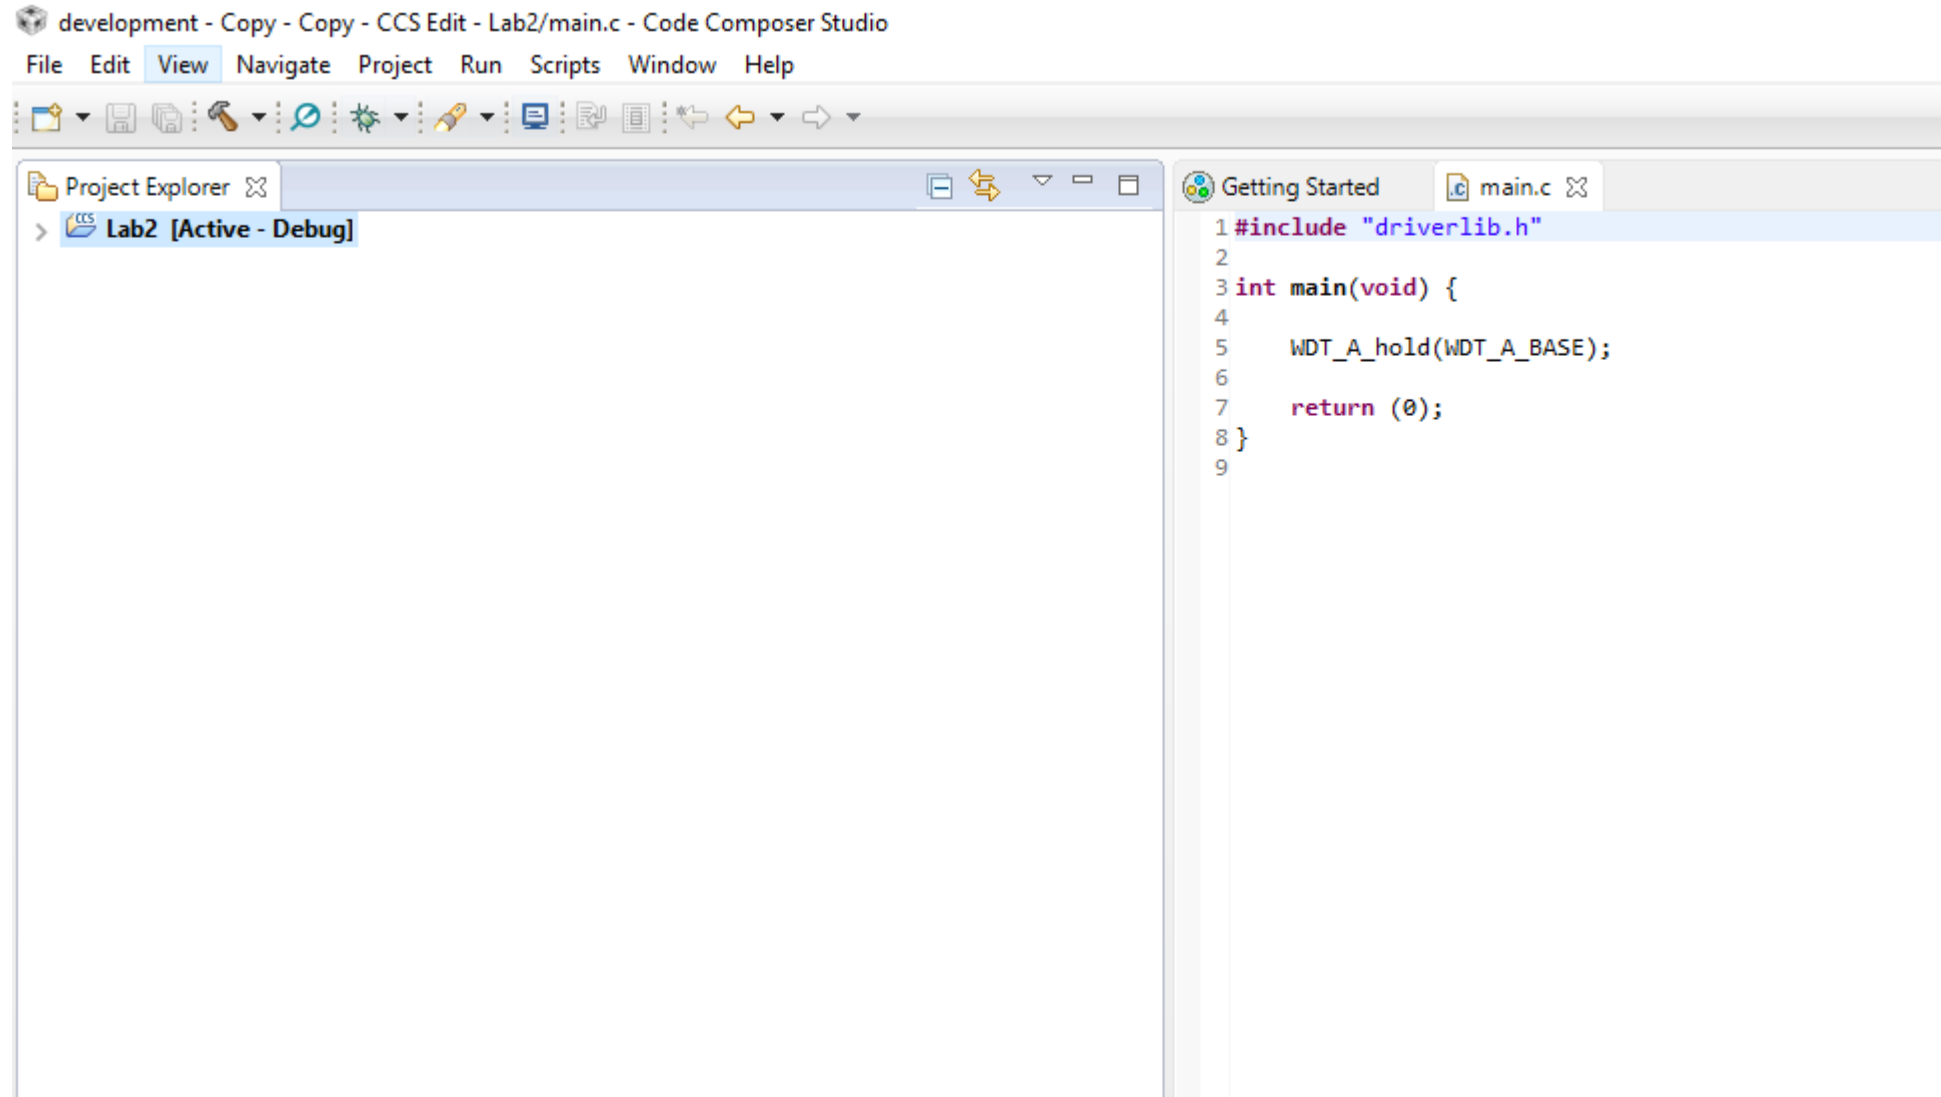 development - Copy - Copy - CCS Edit - Lab2/main.c - Code Composer Studio
File Edit View Navigate Project Run Scripts Window Help
Project Explorer
CCS Lab2 [Active - Debug]
Getting Started .c main.c
1 #include "driverlib.h"
2
3 int main(void) {
4
5     WDT_A_hold(WDT_A_BASE);
6
7     return (0);
8 }
9